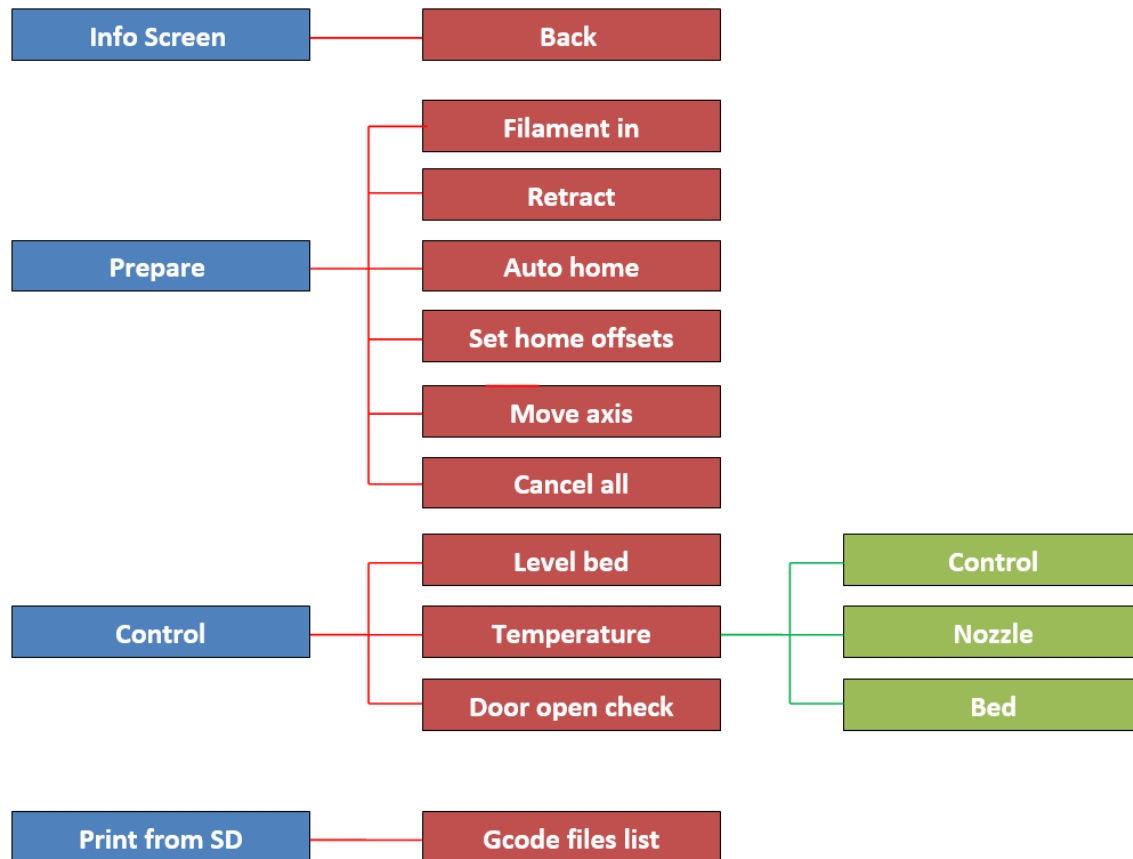 Info Screen
Back
Prepare
Filament in
Retract
Auto home
Set home offsets
Move axis
Cancel all
Control
Level bed
Temperature
Door open check
Control
Nozzle
Bed
Print from SD
Gcode files list